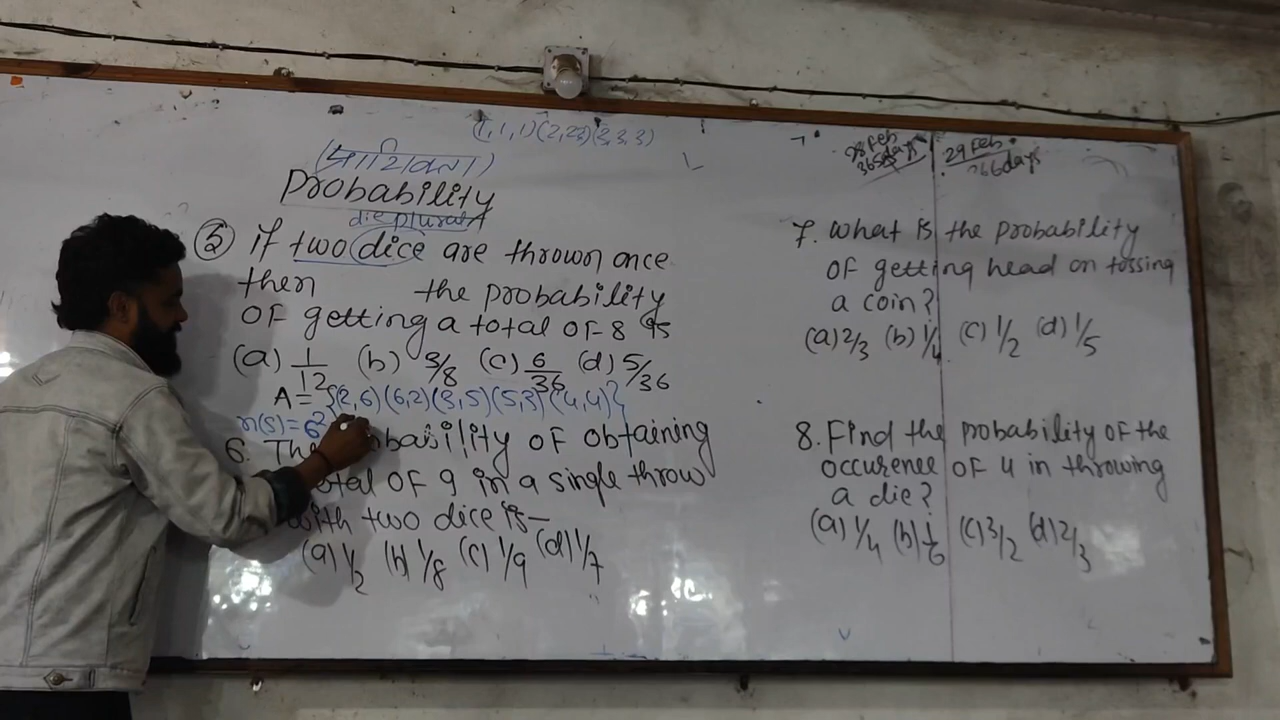 (1,1,1)(2,2,2)(3,3,3)
(प्रायिकता)
Probability
die plural
(5) if two dice are thrown once
then the probability
of getting a total of 8 is
(a) 1/12 (b) 3/8 (c) 6/36 (d) 5/36
A = {(2,6)(6,2)(3,5)(5,3)(4,4)}
n(S) = 6²
6. The probability of obtaining
total of 9 in a single throw
with two dice is-
(a) 1/2 (b) 1/8 (c) 1/9 (d) 1/7
28 Feb
365days
29 Feb
366days
7. What is the probability
of getting head on tossing
a coin?
(a) 2/3 (b) 1/4 (c) 1/2 (d) 1/5
8. Find the probability of the
occurence of 4 in throwing
a die?
(a) 1/4 (b) 1/6 (c) 3/2 (d) 2/3